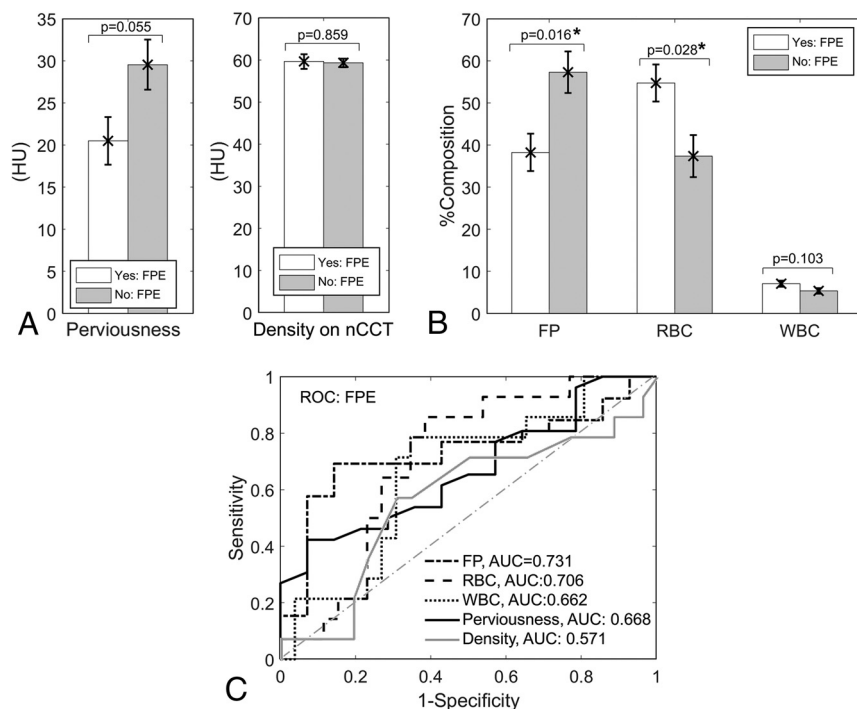 p=0.055
35
30
25
20
15
10
5
0
(HU)
Yes: FPE
No: FPE
A
Perviousness
p=0.859
70
60
50
40
30
20
10
0
(HU)
Yes: FPE
No: FPE
Density on nCCT
p=0.016*
p=0.028*
p=0.103
Yes: FPE
No: FPE
70
60
50
40
30
20
10
0
%Composition
B
FP RBC WBC
ROC: FPE
1
0.8
0.6
0.4
0.2
0
Sensitivity
FP, AUC=0.731
RBC, AUC:0.706
WBC, AUC:0.662
Perviousness, AUC: 0.668
Density, AUC: 0.571
0 0.2 0.4 0.6 0.8 1
C
1-Specificity